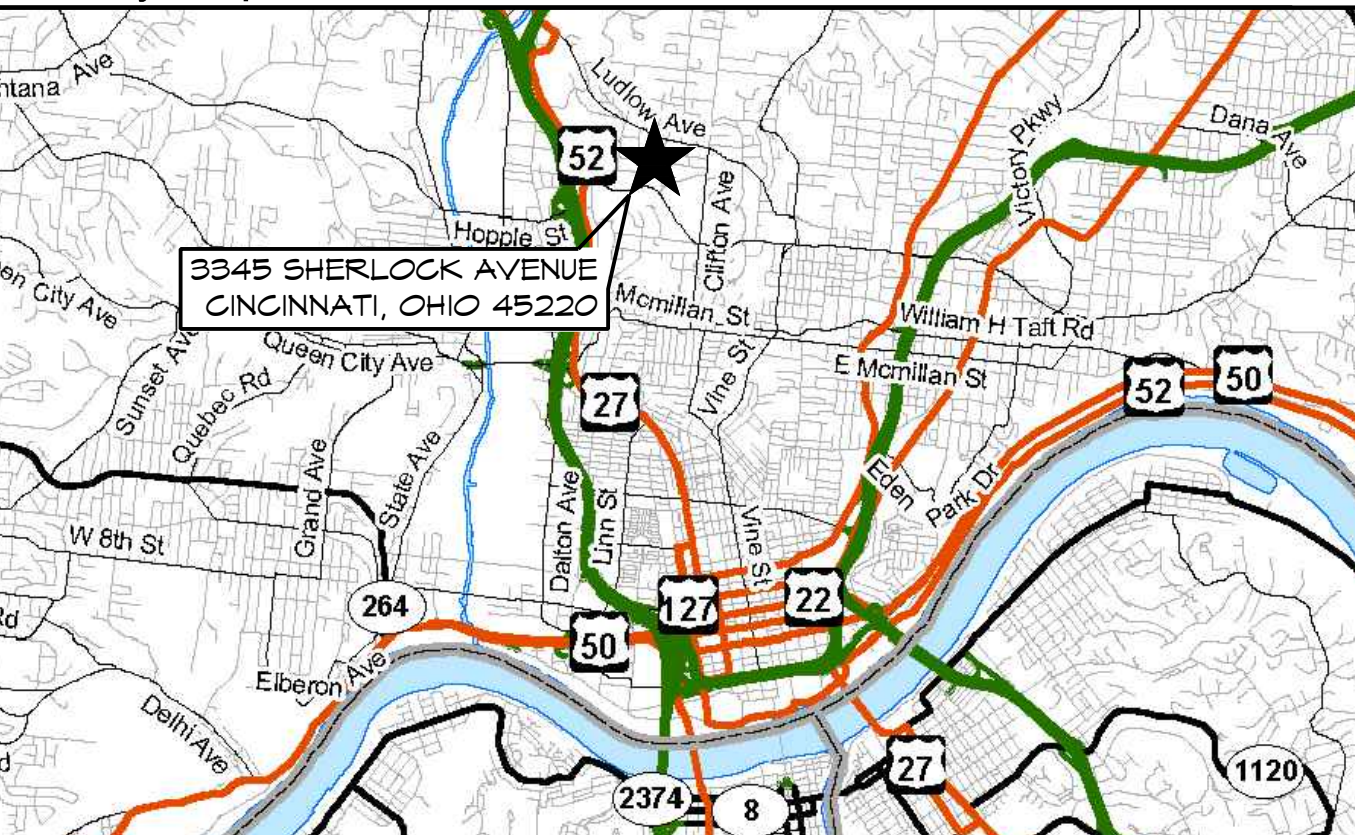 ntana Ave
Ludlow Ave
Dana Ave
Victory Pkwy
52
Clifton Ave
Hopple St
3345 SHERLOCK AVENUE
CINCINNATI, OHIO 45220
en City Ave
Mcmillan St
William H Taft Rd
Sunset Ave
Queen City Ave
Quebec Rd
Vine St
E Mcmillan St
52
50
27
Grand Ave
State Ave
Dalton Ave
Linn St
Vine St
Eden Park Dr
W 8th St
264
127
22
50
Rd
Elberon Ave
Delhi Ave
d
27
1120
2374
8